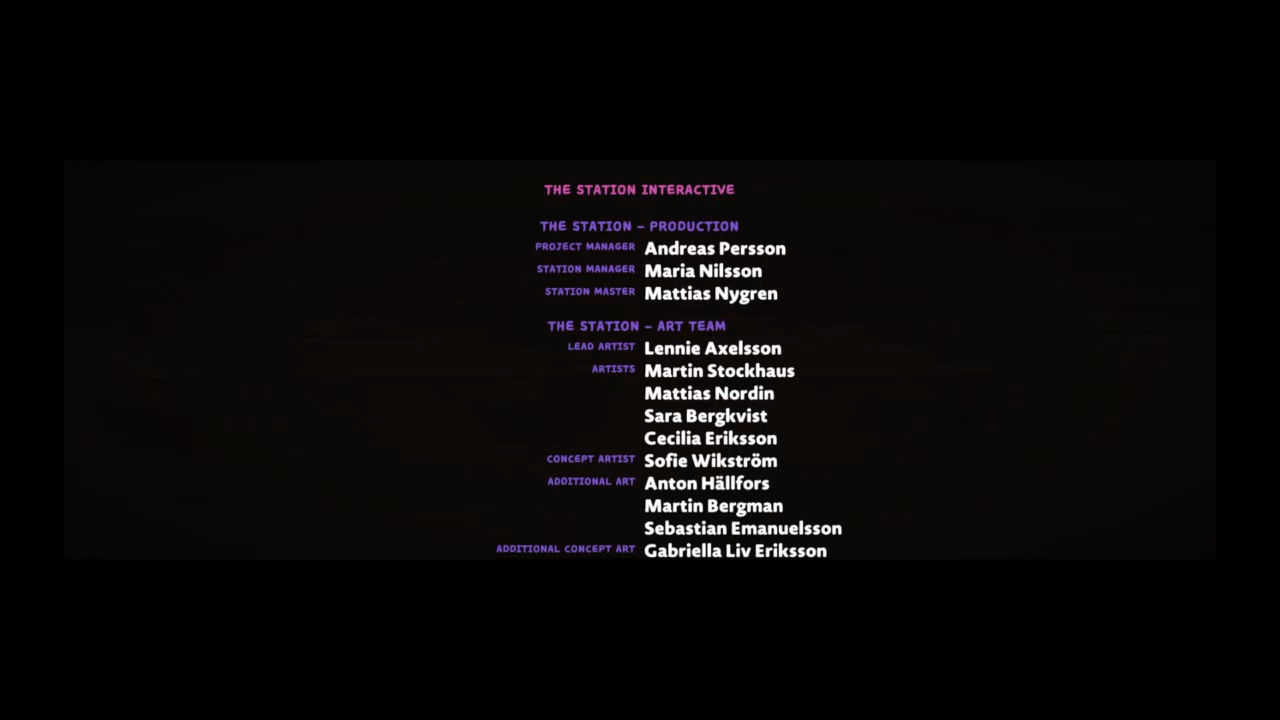 THE STATION INTERACTIVE
THE STATION – PRODUCTION
PROJECT MANAGER Andreas Persson
STATION MANAGER Maria Nilsson
STATION MASTER Mattias Nygren
THE STATION – ART TEAM
LEAD ARTIST Lennie Axelsson
ARTISTS Martin Stockhaus
Mattias Nordin
Sara Bergkvist
Cecilia Eriksson
CONCEPT ARTIST Sofie Wikström
ADDITIONAL ART Anton Hällfors
Martin Bergman
Sebastian Emanuelsson
ADDITIONAL CONCEPT ART Gabriella Liv Eriksson